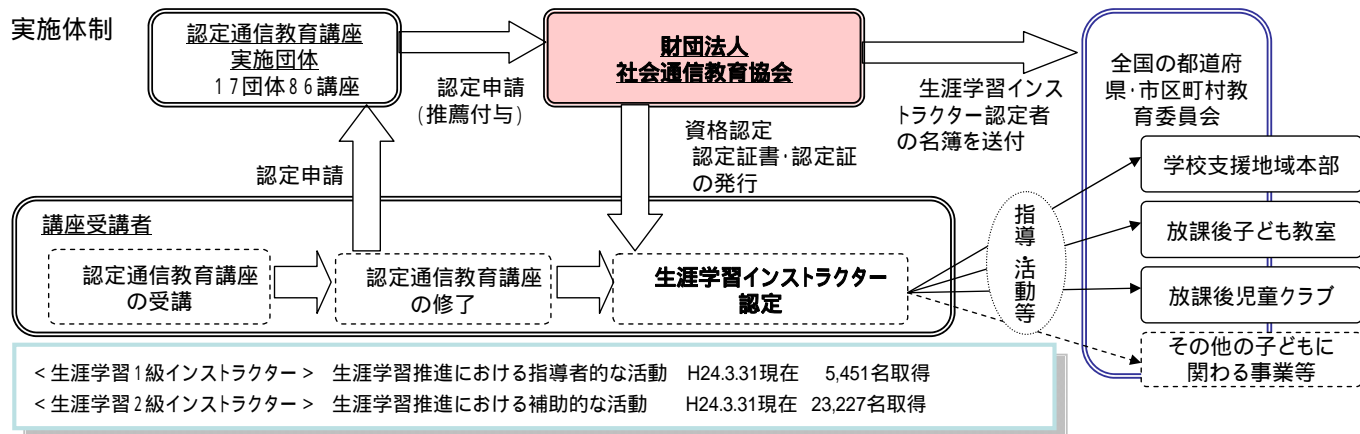 実施体制
認定通信教育講座
実施団体
17団体86講座
認定申請
(推薦付与)
財団法人
社会通信教育協会
生涯学習インス
トラクター認定者
の名簿を送付
全国の都道府
県・市区町村教
育委員会
認定申請
資格認定
認定証書・認定証
の発行
学校支援地域本部
放課後子ども教室
放課後児童クラブ
その他の子どもに
関わる事業等
指導・活動等
講座受講者
認定通信教育講座
の受講
認定通信教育講座
の修了
生涯学習インストラクター
認定
<生涯学習1級インストラクター> 生涯学習推進における指導者的な活動 H24.3.31現在 5,451名取得
<生涯学習2級インストラクター> 生涯学習推進における補助的な活動 H24.3.31現在 23,227名取得